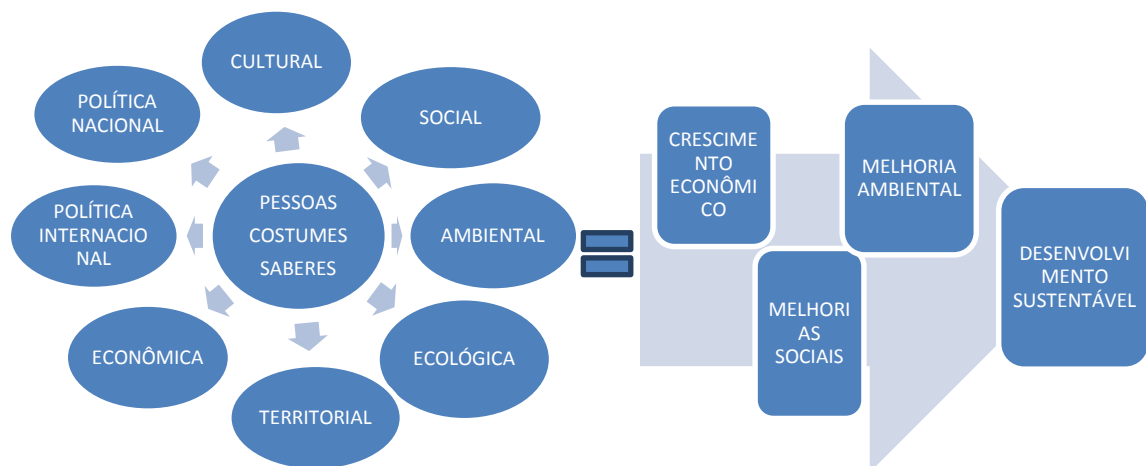 CULTURAL
SOCIAL
AMBIENTAL
ECOLÓGICA
TERRITORIAL
ECONÔMICA
POLÍTICA
INTERNACIO
NAL
POLÍTICA
NACIONAL
PESSOAS
COSTUMES
SABERES
CRESCIME
NTO
ECONÔMI
CO
MELHORI
AS
SOCIAIS
MELHORIA
AMBIENTAL
DESENVOLVI
MENTO
SUSTENTÁVEL